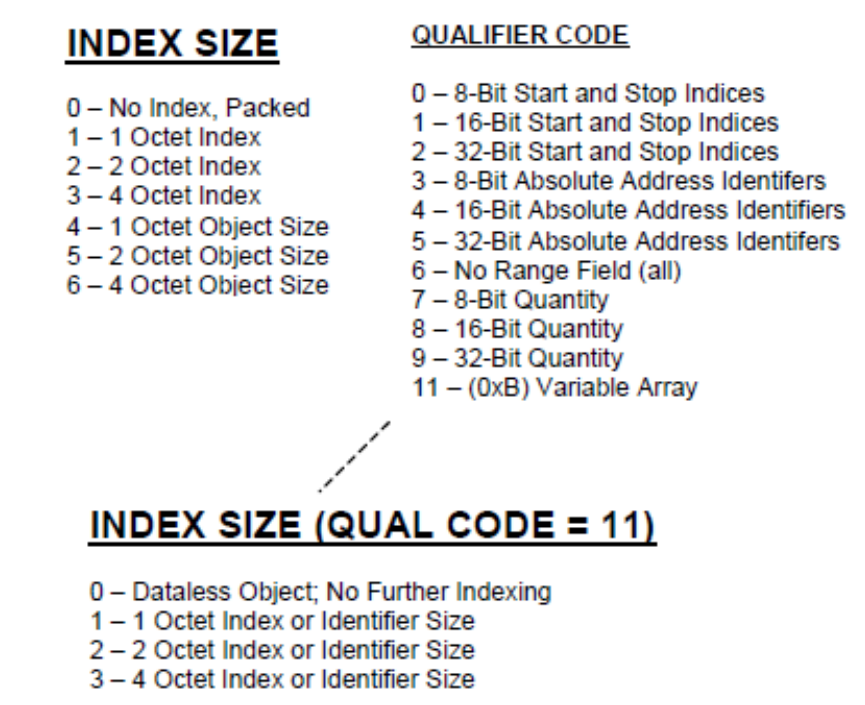 INDEX SIZE
0 – No Index, Packed
1 – 1 Octet Index
2 – 2 Octet Index
3 – 4 Octet Index
4 – 1 Octet Object Size
5 – 2 Octet Object Size
6 – 4 Octet Object Size
QUALIFIER CODE
0 – 8-Bit Start and Stop Indices
1 – 16-Bit Start and Stop Indices
2 – 32-Bit Start and Stop Indices
3 – 8-Bit Absolute Address Identifers
4 – 16-Bit Absolute Address Identifiers
5 – 32-Bit Absolute Address Identifers
6 – No Range Field (all)
7 – 8-Bit Quantity
8 – 16-Bit Quantity
9 – 32-Bit Quantity
11 – (0xB) Variable Array
INDEX SIZE (QUAL CODE = 11)
0 – Dataless Object; No Further Indexing
1 – 1 Octet Index or Identifier Size
2 – 2 Octet Index or Identifier Size
3 – 4 Octet Index or Identifier Size